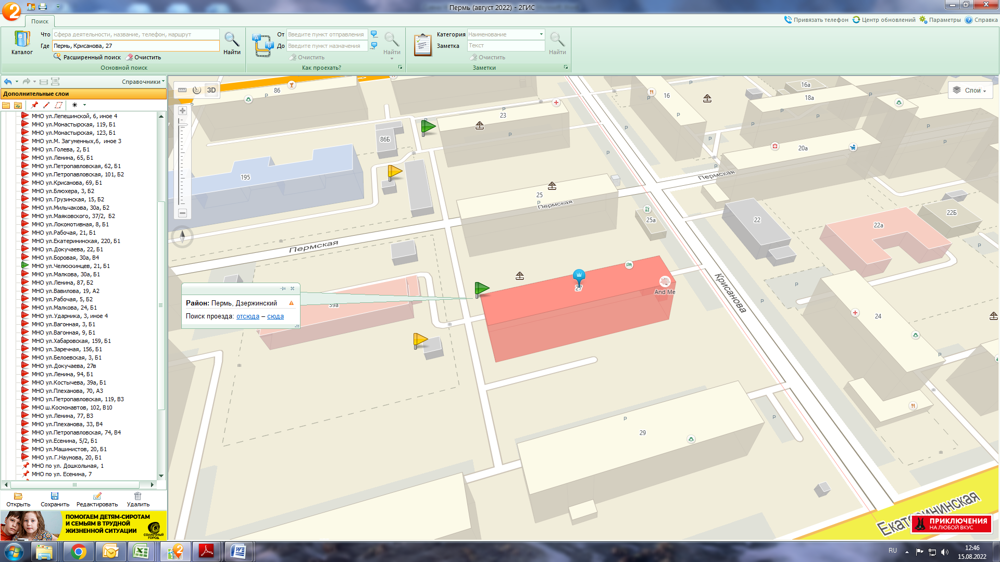 Пермь (август 2022) - 2ГИС
Поиск
Привязать телефон
Центр обновлений
Параметры
Справка
Каталог
Что
Сфера деятельности, название, телефон, маршрут
Где
Пермь, Крисанова, 27
Расширенный поиск
Очистить
Найти
Основной поиск
От
Введите пункт отправления
До
Введите пункт назначения
Очистить
Найти
Как проехать?
Категория
Наименование
Заметка
Текст
Очистить
Найти
Заметки
Справочники
Дополнительные слои
МНО ул.Лепешинской, 6, иное 4
МНО ул.Монастырская, 119, Б1
МНО ул.Монастырская, 123, Б1
МНО ул.М. Загуменных,6, иное 3
МНО ул.Голева, 2, Б1
МНО ул.Ленина, 65, Б1
МНО ул.Петропавловская, 62, Б1
МНО ул.Петропавловская, 101, Б2
МНО ул.Крисанова, 69, Б1
МНО ул.Блюхера, 3, Б2
МНО ул.Грузинская, 15, Б2
МНО ул.Мильчакова, 30а, Б2
МНО ул.Маяковского, 37/2, Б2
МНО ул.Локомотивная, 8, Б1
МНО ул.Рабочая, 21, Б1
МНО ул.Екатерининская, 220, Б1
МНО ул.Докучаева, 22, Б1
МНО ул.Боровая, 30а, В4
МНО ул.Челюскинцев, 21, Б1
МНО ул.Малкова, 30а, Б1
МНО ул.Ленина, 87, Б2
МНО ул.Вавилова, 19, А2
МНО ул.Рабочая, 5, Б2
МНО ул.Малкова, 24, Б1
МНО ул.Ударника, 3, иное 4
МНО ул.Вагонная, 3, Б1
МНО ул.Вагонная, 9, Б1
МНО ул.Хабаровская, 159, Б1
МНО ул.Заречная, 156, Б1
МНО ул.Белоевская, 3, Б1
МНО ул.Докучаева, 27в
МНО ул.Ленина, 94, Б1
МНО ул.Костычева, 39а, Б1
МНО ул.Плеханова, 70, А3
МНО ул.Петропавловская, 119, В3
МНО ш.Космонавтов, 102, В10
МНО ул.Ленина, 77, В3
МНО ул.Плеханова, 33, В4
МНО ул.Петропавловская, 74, В4
МНО ул.Есенина, 5/2, Б1
МНО ул.Машинистов, 20, Б1
МНО ул.Г.Наумова, 20, Б1
МНО по ул. Дошкольная, 1
МНО по ул. Есенина, 7
Открыть
Сохранить
Редактировать
Удалить
ПОМОГАЕМ ДЕТЯМ-СИРОТАМ
И СЕМЬЯМ В ТРУДНОЙ
ЖИЗНЕННОЙ СИТУАЦИИ
СОЛНЕЧНЫЙ
ГОРОД
3D
Слои
86
23
16
16а
18а
86Б
20а
195
25
Пермская
Пермская
25а
22
22а
22Б
Пермская
27
And Me
Крисанова
24
39а
29
Екатерининская
Район: Пермь, Дзержинский
Поиск проезда: отсюда – сюда
ПРИКЛЮЧЕНИЯ
НА ЛЮБОЙ ВКУС
RU
12:46
15.08.2022